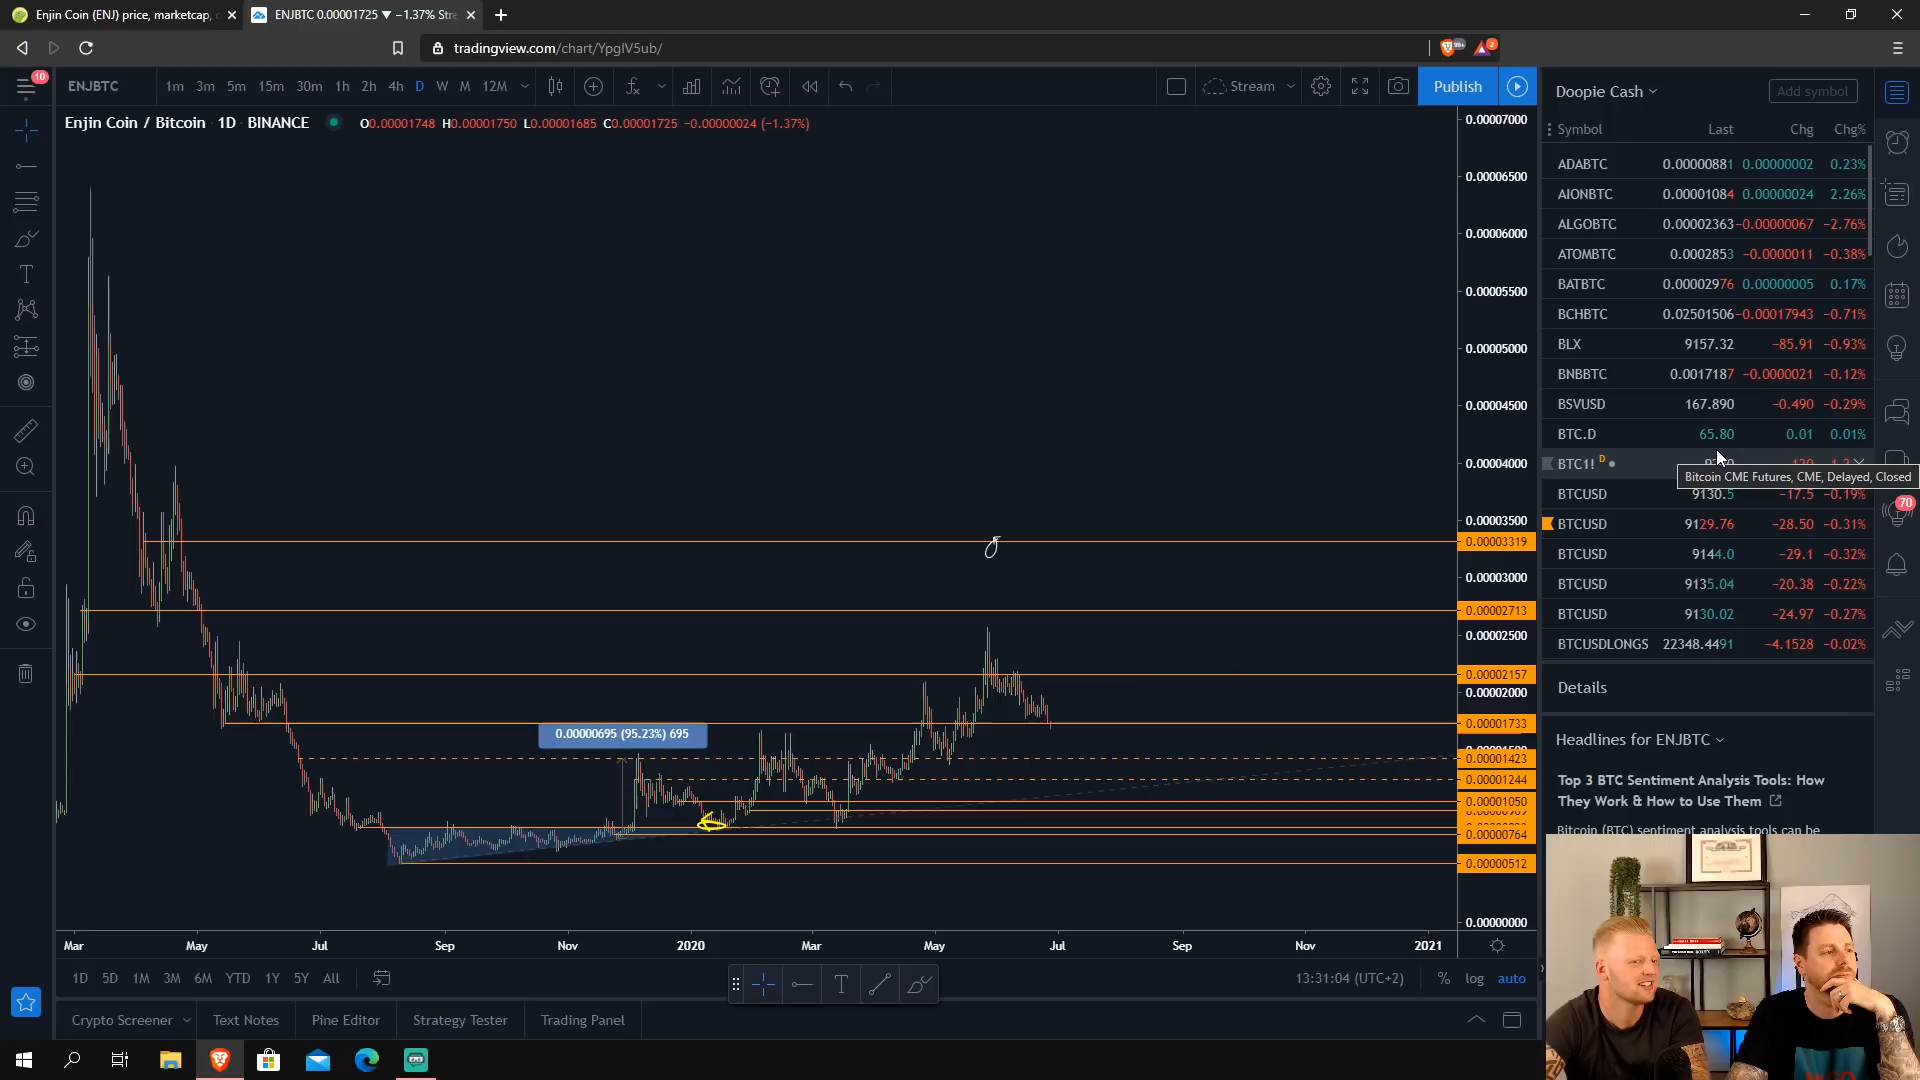 Enjin Coin (ENJ) price, marketcap,
ENJBTC 0.00001725 ▼ −1.37% Stre
tradingview.com/chart/YpglV5ub/
99+
2
10
ENJBTC 1m 3m 5m 15m 30m 1h 2h 4h D W M 12M Stream Publish
Enjin Coin / Bitcoin 1D BINANCE O0.00001748 H0.00001750 L0.00001685 C0.00001725 −0.00000024 (−1.37%)
0.00007000
0.00006500
0.00006000
0.00005500
0.00005000
0.00004500
0.00004000
0.00003500
0.00003319
0.00003000
0.00002713
0.00002500
0.00002157
0.00002000
0.00001733
0.00000695 (95.23%) 695
0.00001423
0.00001244
0.00001050
0.00000764
0.00000512
0.00000000
Mar May Jul Sep Nov 2020 Mar May Jul Sep Nov 2021
1D 5D 1M 3M 6M YTD 1Y 5Y All
13:31:04 (UTC+2) % log auto
Crypto Screener Text Notes Pine Editor Strategy Tester Trading Panel
Doopie Cash Add symbol
Symbol Last Chg Chg%
ADABTC 0.00000881 0.00000002 0.23%
AIONBTC 0.00001084 0.00000024 2.26%
ALGOBTC 0.00002363 −0.00000067 −2.76%
ATOMBTC 0.0002853 −0.0000011 −0.38%
BATBTC 0.00002976 0.00000005 0.17%
BCHBTC 0.02501506 −0.00017943 −0.71%
BLX 9157.32 −85.91 −0.93%
BNBBTC 0.0017187 −0.0000021 −0.12%
BSVUSD 167.890 −0.490 −0.29%
BTC.D 65.80 0.01 0.01%
BTC1! D
Bitcoin CME Futures, CME, Delayed, Closed
BTCUSD 9130.5 −17.5 −0.19%
BTCUSD 9129.76 −28.50 −0.31%
BTCUSD 9144.0 −29.1 −0.32%
BTCUSD 9135.04 −20.38 −0.22%
BTCUSD 9130.02 −24.97 −0.27%
BTCUSDLONGS 22348.4491 −4.1528 −0.02%
70
Details
Headlines for ENJBTC
Top 3 BTC Sentiment Analysis Tools: How
They Work & How to Use Them
Bitcoin (BTC) sentiment analysis tools can be